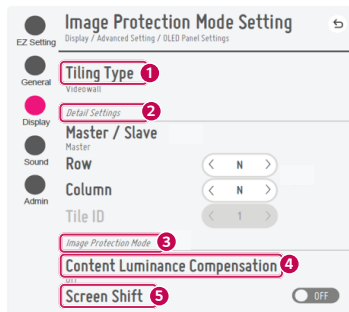 Image Protection Mode Setting
Display / Advanced Setting / OLED Panel Settings
EZ Setting
General
Display
Sound
Admin
Tiling Type 1
Videowall
Detail Settings 2
Master / Slave
Master
Row < N >
Column < N >
Tile ID < 1 >
Image Protection Mode 3
Content Luminance Compensation 4
Off
Screen Shift 5 OFF